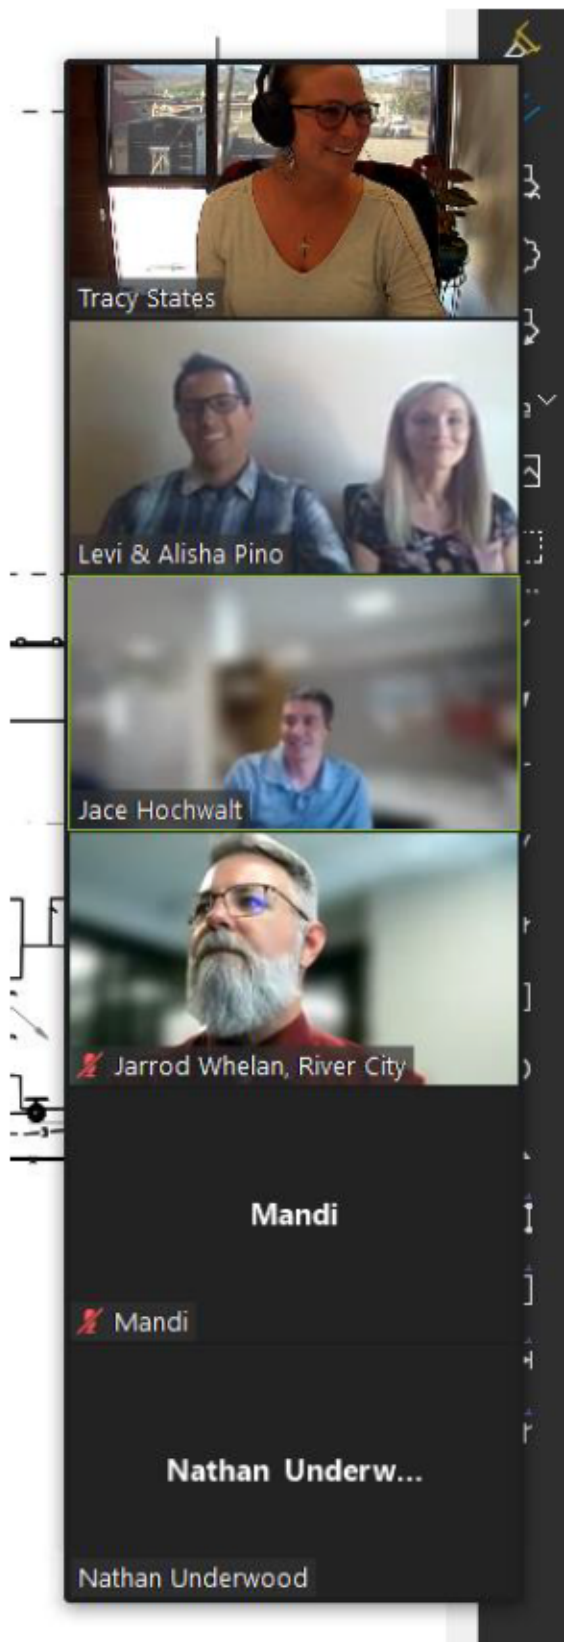 Tracy States
Levi & Alisha Pino
Jace Hochwalt
Jarrod Whelan, River City
Mandi
Mandi
Nathan Underw...
Nathan Underwood